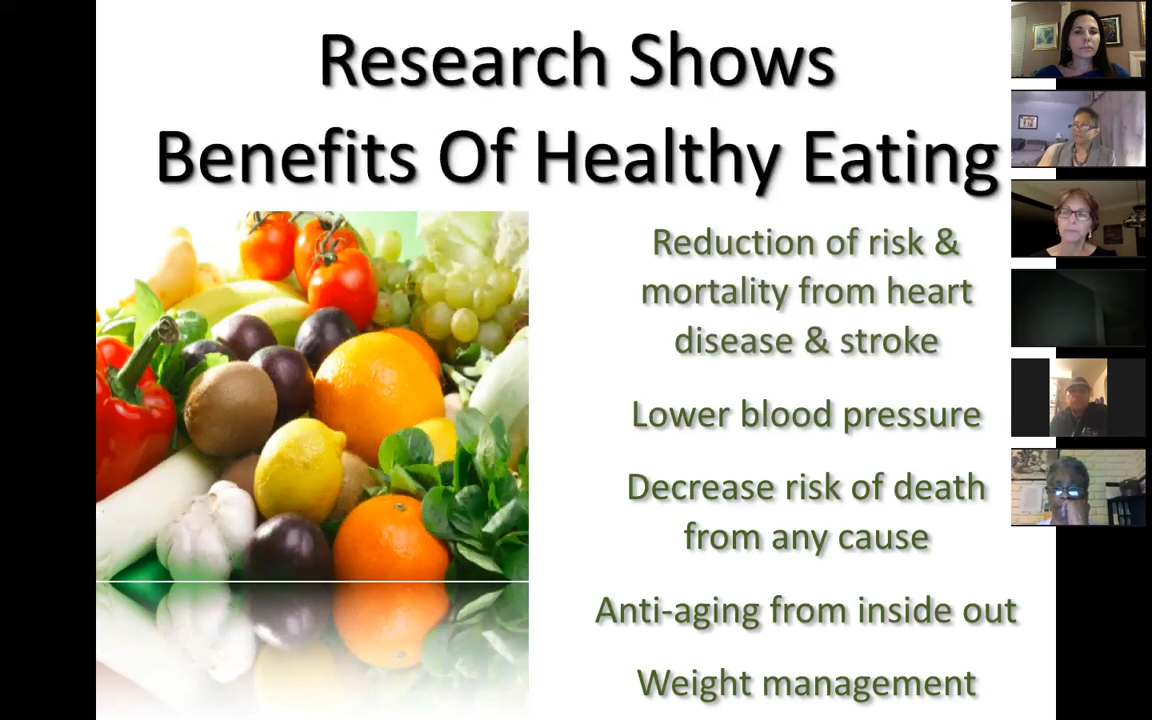 Research Shows
Benefits Of Healthy Eating
Reduction of risk &
mortality from heart
disease & stroke
Lower blood pressure
Decrease risk of death
from any cause
Anti-aging from inside out
Weight management